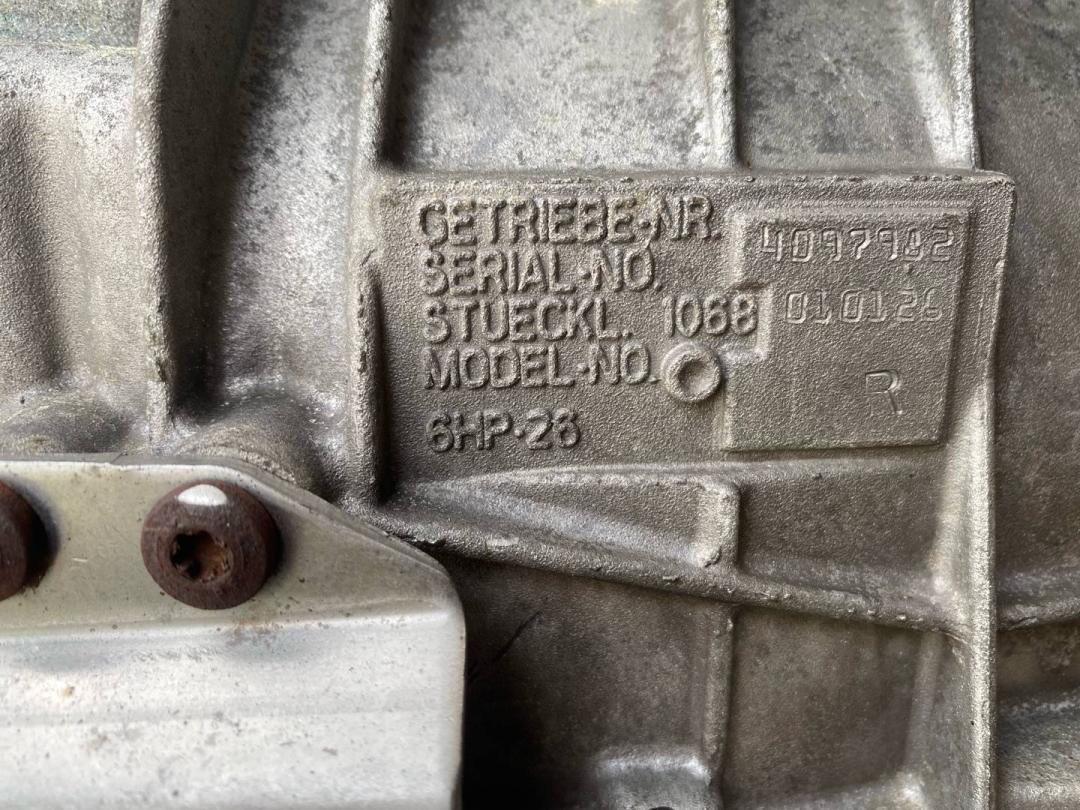 GETRIEBE-NR. 4097902
SERIAL-NO.
STUECKL. 1068 010126
MODEL-NO. R
6HP-26